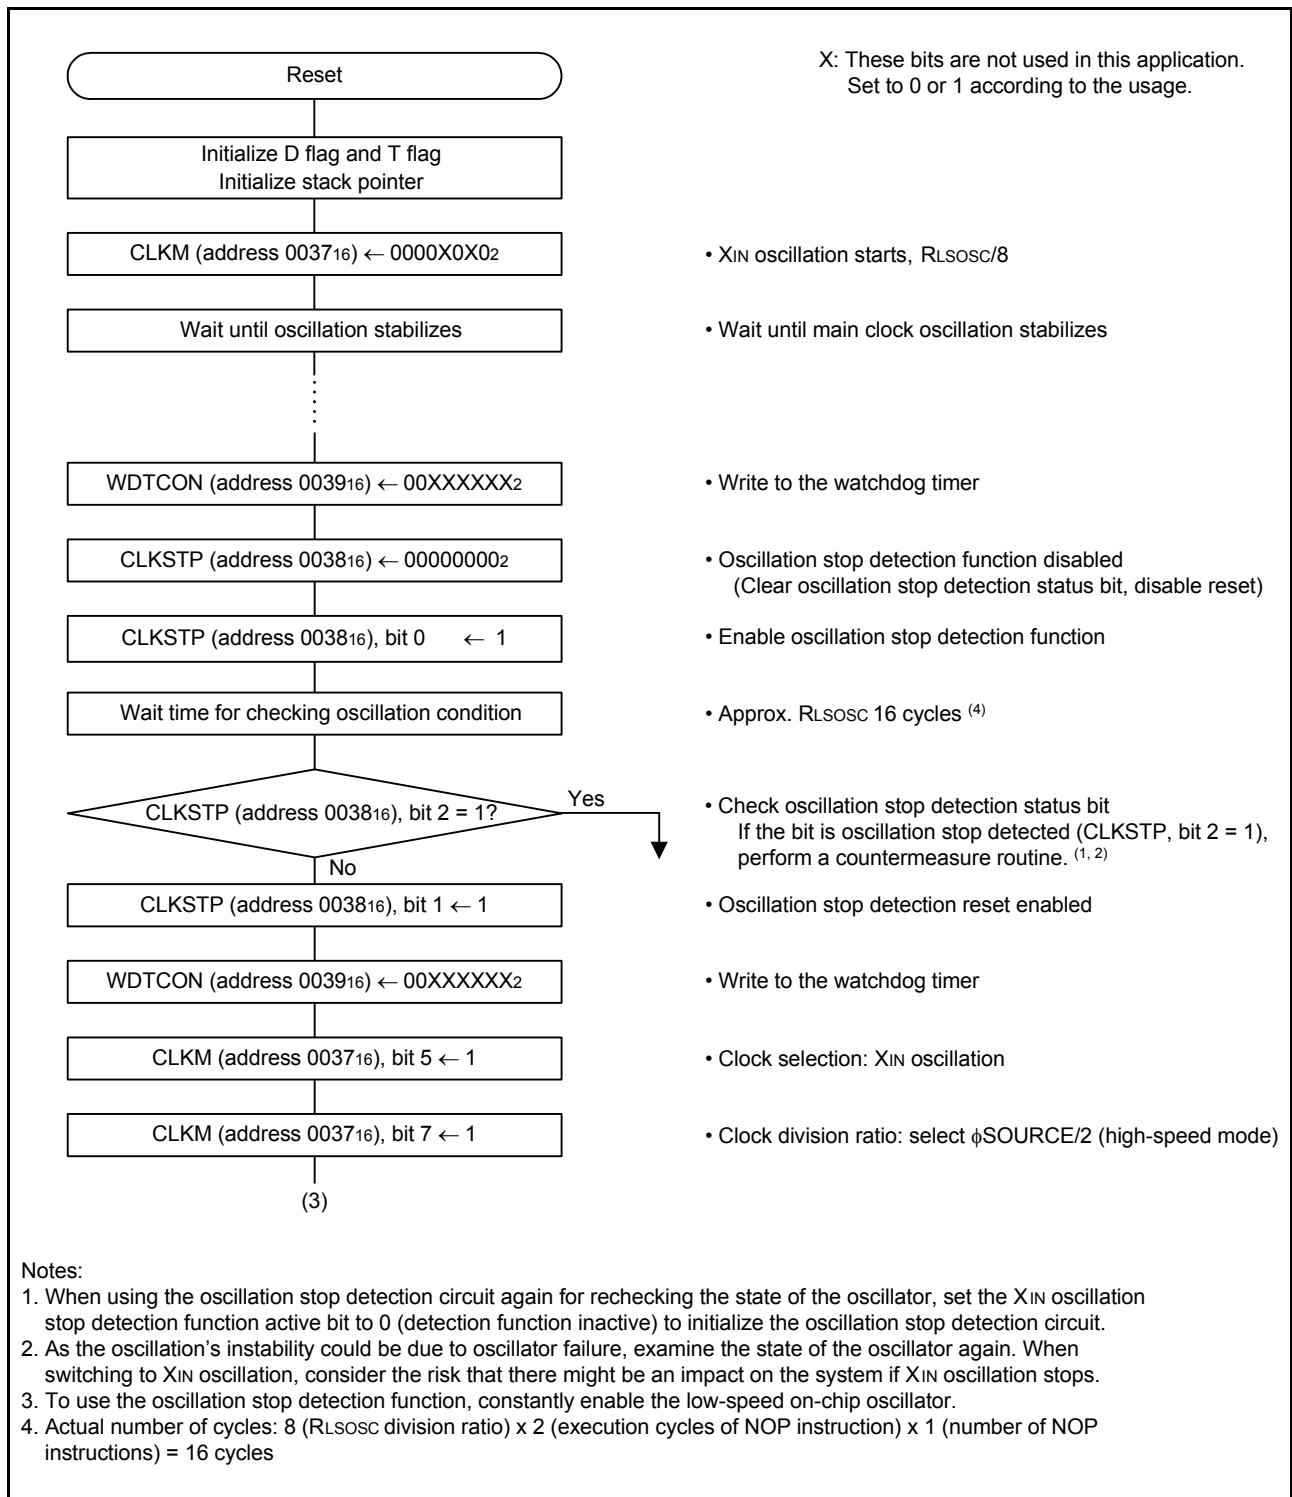 Reset
X: These bits are not used in this application.
Set to 0 or 1 according to the usage.
Initialize D flag and T flag
Initialize stack pointer
CLKM (address 003716) ← 0000X0X02
• XIN oscillation starts, RLSOSC/8
Wait until oscillation stabilizes
• Wait until main clock oscillation stabilizes
WDTCON (address 003916) ← 00XXXXXX2
• Write to the watchdog timer
CLKSTP (address 003816) ← 000000002
• Oscillation stop detection function disabled
(Clear oscillation stop detection status bit, disable reset)
CLKSTP (address 003816), bit 0 ← 1
• Enable oscillation stop detection function
Wait time for checking oscillation condition
• Approx. RLSOSC 16 cycles (4)
CLKSTP (address 003816), bit 2 = 1?
Yes
• Check oscillation stop detection status bit
If the bit is oscillation stop detected (CLKSTP, bit 2 = 1),
perform a countermeasure routine. (1, 2)
No
CLKSTP (address 003816), bit 1 ← 1
• Oscillation stop detection reset enabled
WDTCON (address 003916) ← 00XXXXXX2
• Write to the watchdog timer
CLKM (address 003716), bit 5 ← 1
• Clock selection: XIN oscillation
CLKM (address 003716), bit 7 ← 1
• Clock division ratio: select ϕSOURCE/2 (high-speed mode)
(3)
Notes:
1. When using the oscillation stop detection circuit again for rechecking the state of the oscillator, set the XIN oscillation
stop detection function active bit to 0 (detection function inactive) to initialize the oscillation stop detection circuit.
2. As the oscillation's instability could be due to oscillator failure, examine the state of the oscillator again. When
switching to XIN oscillation, consider the risk that there might be an impact on the system if XIN oscillation stops.
3. To use the oscillation stop detection function, constantly enable the low-speed on-chip oscillator.
4. Actual number of cycles: 8 (RLSOSC division ratio) x 2 (execution cycles of NOP instruction) x 1 (number of NOP
instructions) = 16 cycles